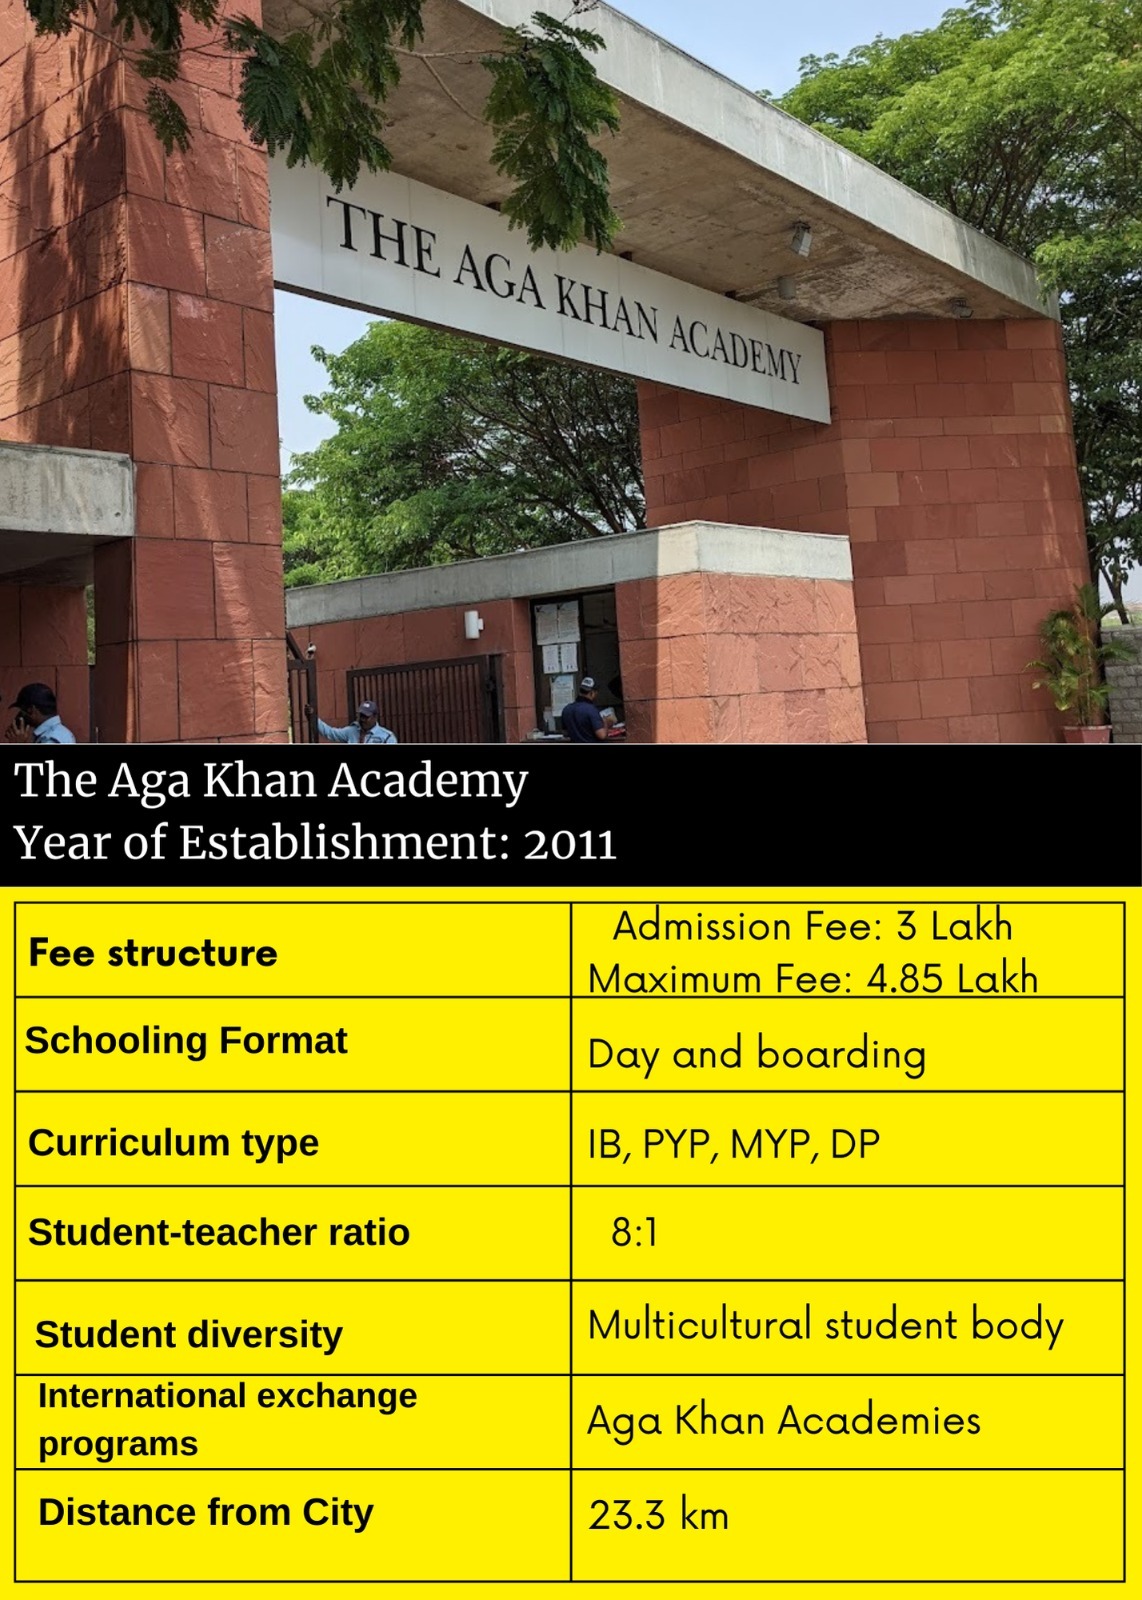 THE AGA KHAN ACADEMY
The Aga Khan Academy
Year of Establishment: 2011
Fee structure
Admission Fee: 3 Lakh
Maximum Fee: 4.85 Lakh
Schooling Format
Day and boarding
Curriculum type
IB, PYP, MYP, DP
Student-teacher ratio
8:1
Student diversity
Multicultural student body
International exchange
programs
Aga Khan Academies
Distance from City
23.3 km